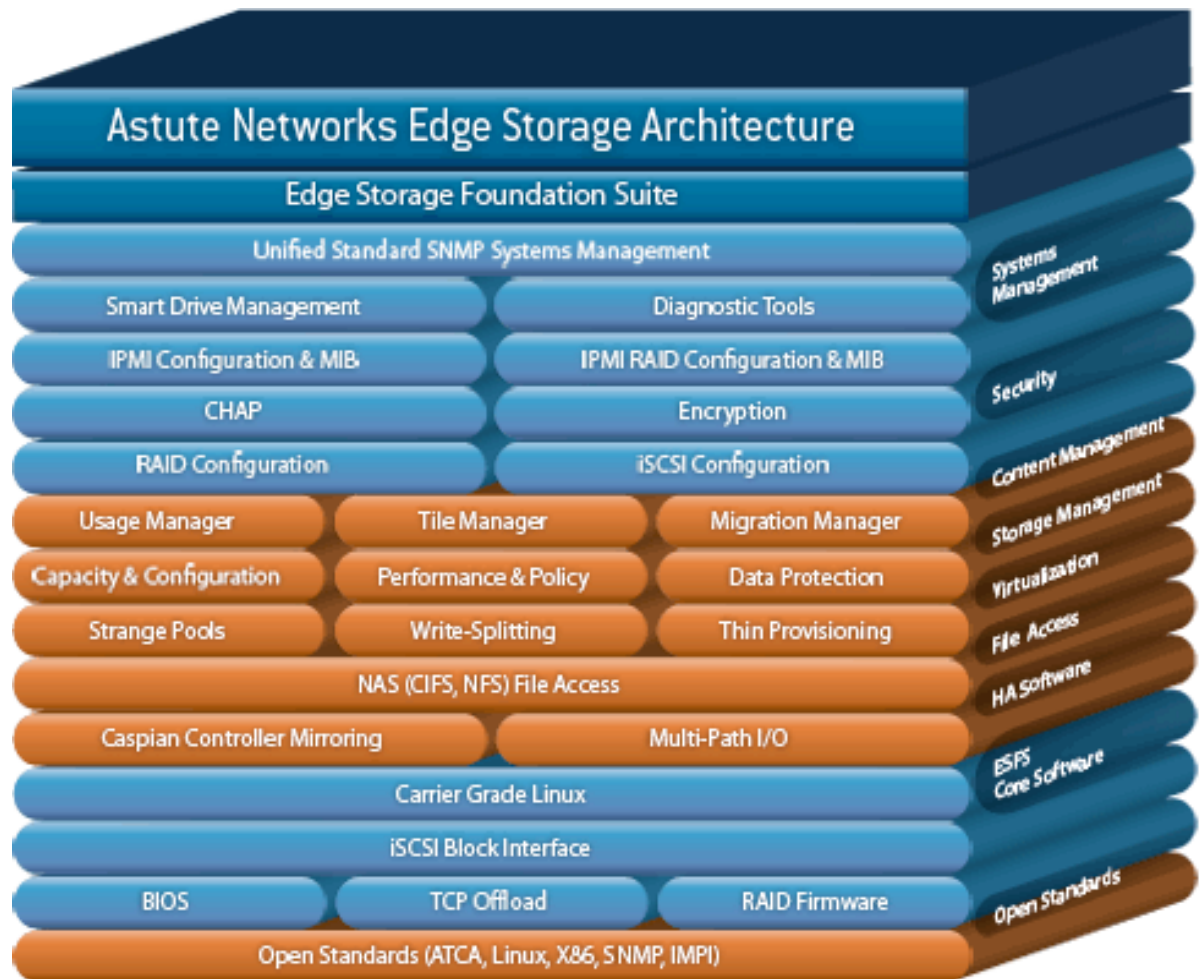 Astute Networks Edge Storage Architecture
Edge Storage Foundation Suite
Unified Standard SNMP Systems Management
Smart Drive Management
Diagnostic Tools
IPMI Configuration & MIB
IPMI RAID Configuration & MIB
CHAP
Encryption
RAID Configuration
iSCSI Configuration
Usage Manager
Tile Manager
Migration Manager
Capacity & Configuration
Performance & Policy
Data Protection
Strange Pools
Write-Splitting
Thin Provisioning
NAS (CIFS, NFS) File Access
Caspian Controller Mirroring
Multi-Path I/O
Carrier Grade Linux
iSCSI Block Interface
BIOS
TCP Offload
RAID Firmware
Open Standards (ATCA, Linux, X86, SNMP, IMPI)
Systems
Management
Security
Content Management
Storage Management
Virtualization
File Access
HA Software
ESFS
Core Software
Open Standards